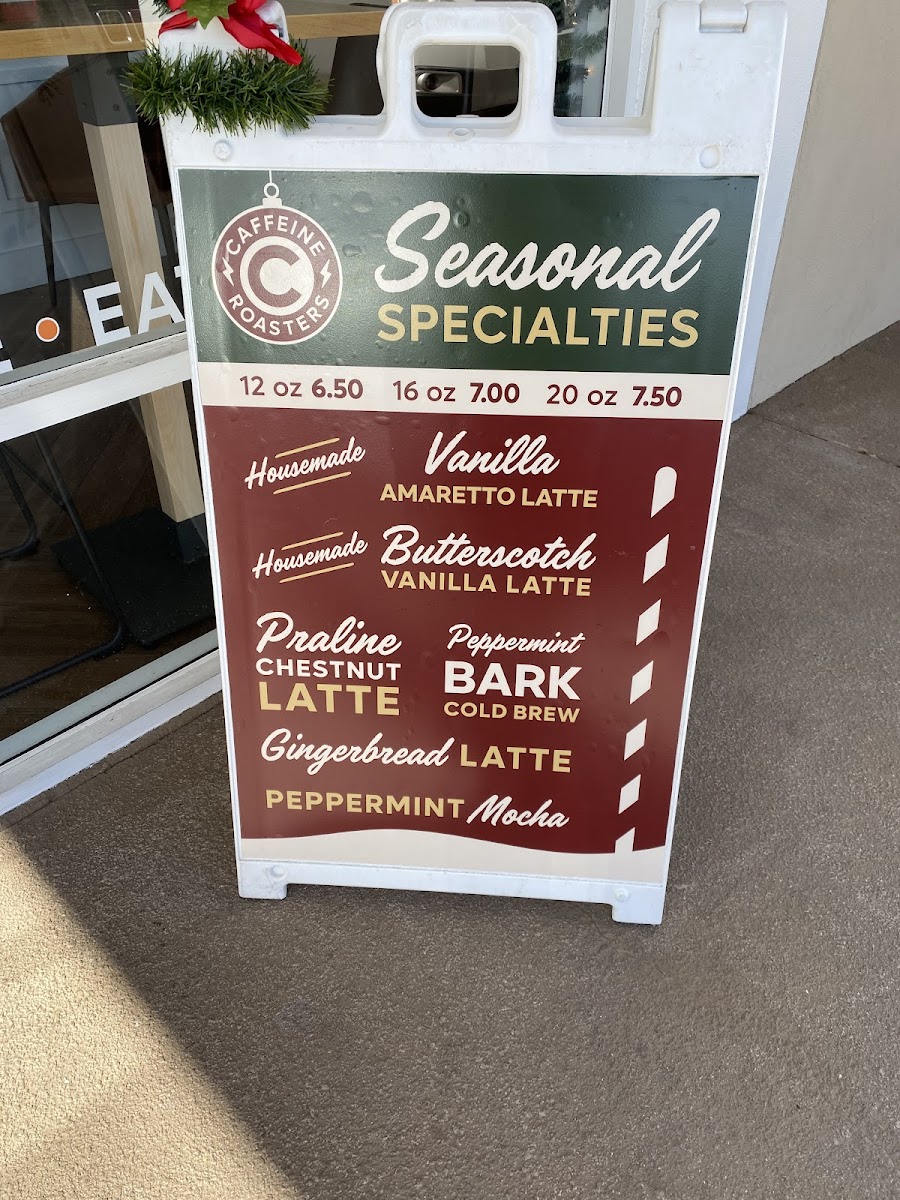 CAFFEINE
C
ROASTERS
Seasonal
SPECIALTIES
12 oz 6.50 16 oz 7.00 20 oz 7.50
Housemade
Vanilla
AMARETTO LATTE
Housemade
Butterscotch
VANILLA LATTE
Praline
CHESTNUT
LATTE
Peppermint
BARK
COLD BREW
Gingerbread LATTE
PEPPERMINT Mocha